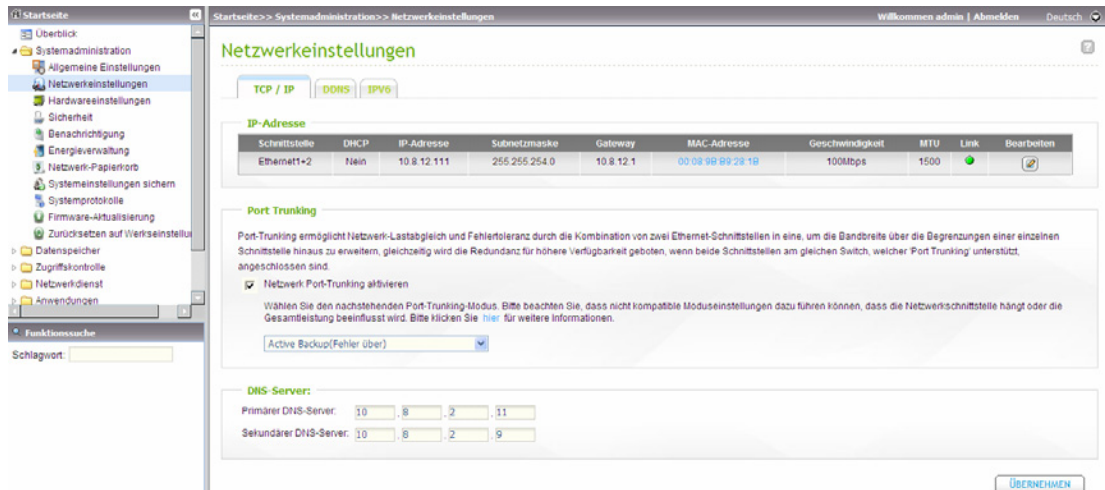 Startseite
Startseite>> Systemadministration>> Netzwerkeinstellungen
Willkommen admin | Abmelden
Deutsch
Überblick
Systemadministration
Allgemeine Einstellungen
Netzwerkeinstellungen
Hardwareeinstellungen
Sicherheit
Benachrichtigung
Energieverwaltung
Netzwerk-Papierkorb
Systemeinstellungen sichern
Systemprotokolle
Firmware-Aktualisierung
Zurücksetzen auf Werkseinstellu
Datenspeicher
Zugriffskontrolle
Netzwerkdienst
Anwendungen
Funktionssuche
Schlagwort:
Netzwerkeinstellungen
TCP / IP DDNS IPV6
IP-Adresse
Schnittstelle DHCP IP-Adresse Subnetzmaske Gateway MAC-Adresse Geschwindigkeit MTU Link Bearbeiten
Ethernet1+2 Nein 10.8.12.111 255.255.254.0 10.8.12.1 00:08:9B:B9:28:1B 100Mbps 1500
Port Trunking
Port-Trunking ermöglicht Netzwerk-Lastabgleich und Fehlertoleranz durch die Kombination von zwei Ethernet-Schnittstellen in eine, um die Bandbreite über die Begrenzungen einer einzelnen
Schnittstelle hinaus zu erweitern, gleichzeitig wird die Redundanz für höhere Verfügbarkeit geboten, wenn beide Schnittstellen am gleichen Switch, welcher 'Port Trunking' unterstützt,
angeschlossen sind.
Netzwerk Port-Trunking aktivieren
Wählen Sie den nachstehenden Port-Trunking-Modus. Bitte beachten Sie, dass nicht kompatible Moduseinstellungen dazu führen können, dass die Netzwerkschnittstelle hängt oder die
Gesamtleistung beeinflusst wird. Bitte klicken Sie hier für weitere Informationen.
Active Backup(Fehler über)
DNS-Server:
Primärer DNS-Server: 10 . 8 . 2 . 11
Sekundärer DNS-Server: 10 . 8 . 2 . 9
ÜBERNEHMEN